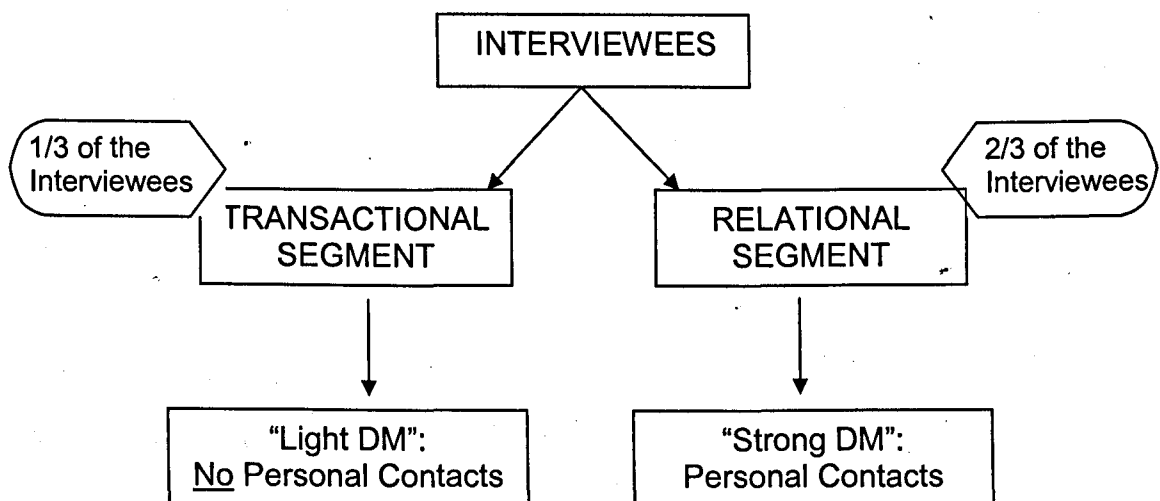 INTERVIEWEES
1/3 of the
Interviewees
2/3 of the
Interviewees
TRANSACTIONAL
SEGMENT
RELATIONAL
SEGMENT
“Light DM”:
No Personal Contacts
“Strong DM”:
Personal Contacts